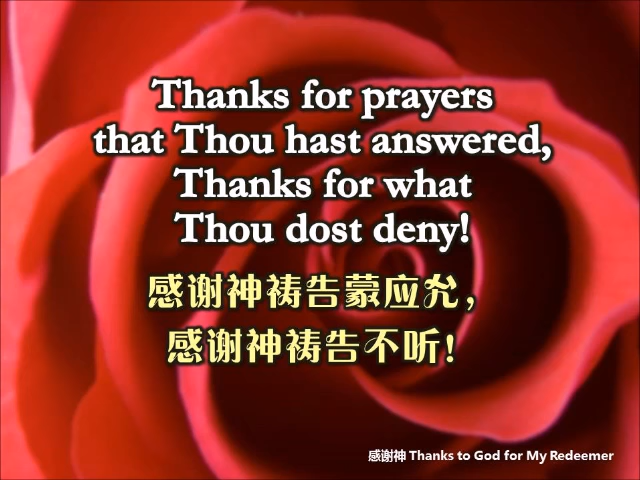 Thanks for prayers
that Thou hast answered,
Thanks for what
Thou dost deny!
感谢神祷告蒙应允，
感谢神祷告不听！
感谢神 Thanks to God for My Redeemer